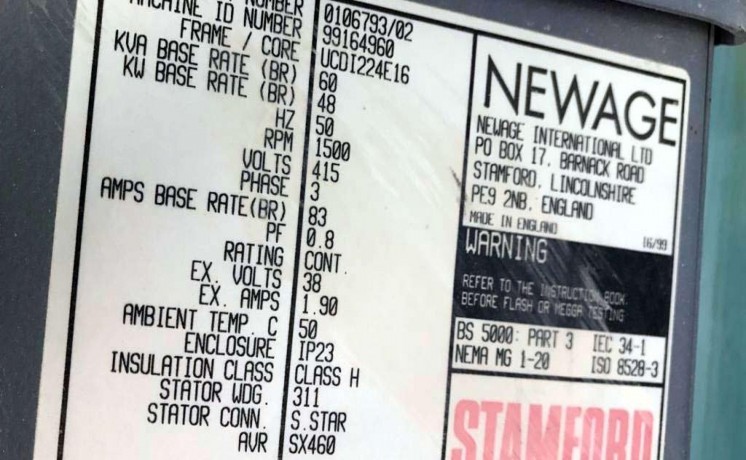 NUMBER 0106793/02
MACHINE ID NUMBER 99164960
FRAME / CORE UCDI224E16
KVA BASE RATE (BR) 60
KW BASE RATE (BR) 48
HZ 50
RPM 1500
VOLTS 415
PHASE 3
AMPS BASE RATE(BR) 83
PF 0.8
RATING CONT.
EX. VOLTS 38
EX. AMPS 1.90
AMBIENT TEMP. C 50
ENCLOSURE IP23
INSULATION CLASS CLASS H
STATOR WDG. 311
STATOR CONN. S.STAR
AVR SX460
NEWAGE
NEWAGE INTERNATIONAL LTD
PO BOX 17, BARNACK ROAD
STAMFORD, LINCOLNSHIRE
PE9 2NB, ENGLAND
MADE IN ENGLAND 16/99
WARNING
REFER TO THE INSTRUCTION BOOK
BEFORE FLASH OR MEGGA TESTING
BS 5000: PART 3 IEC 34-1
NEMA MG 1-20 ISO 8528-3
STAMFORD